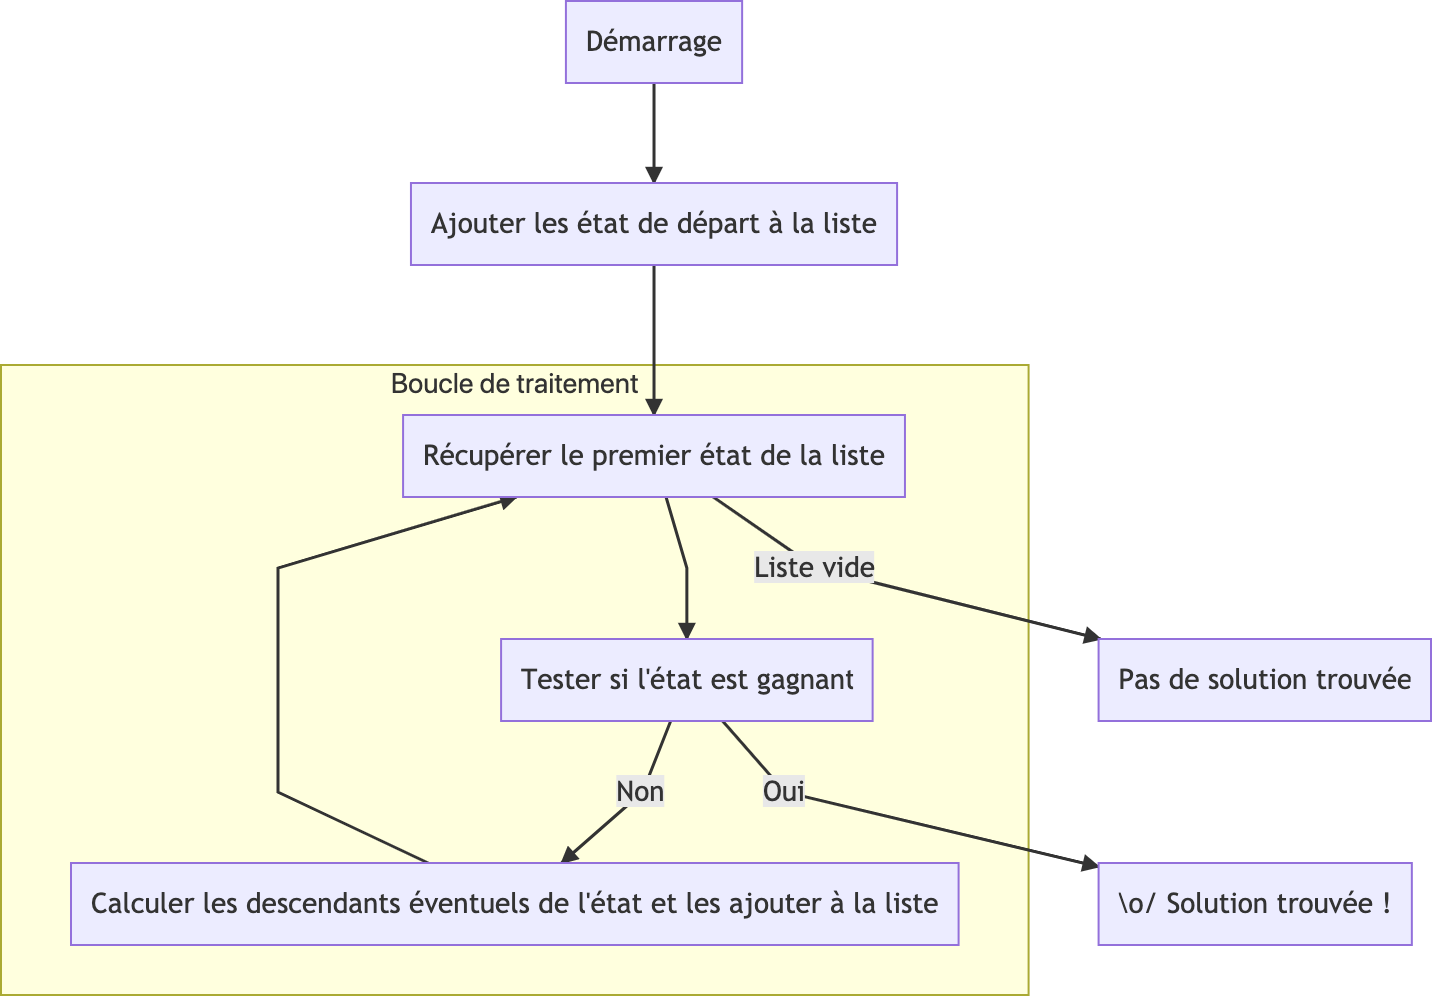 Démarrage
Ajouter les état de départ à la liste
Boucle de traitement
Récupérer le premier état de la liste
Liste vide
Tester si l'état est gagnant
Pas de solution trouvée
Non
Oui
Calculer les descendants éventuels de l'état et les ajouter à la liste
\o/ Solution trouvée !